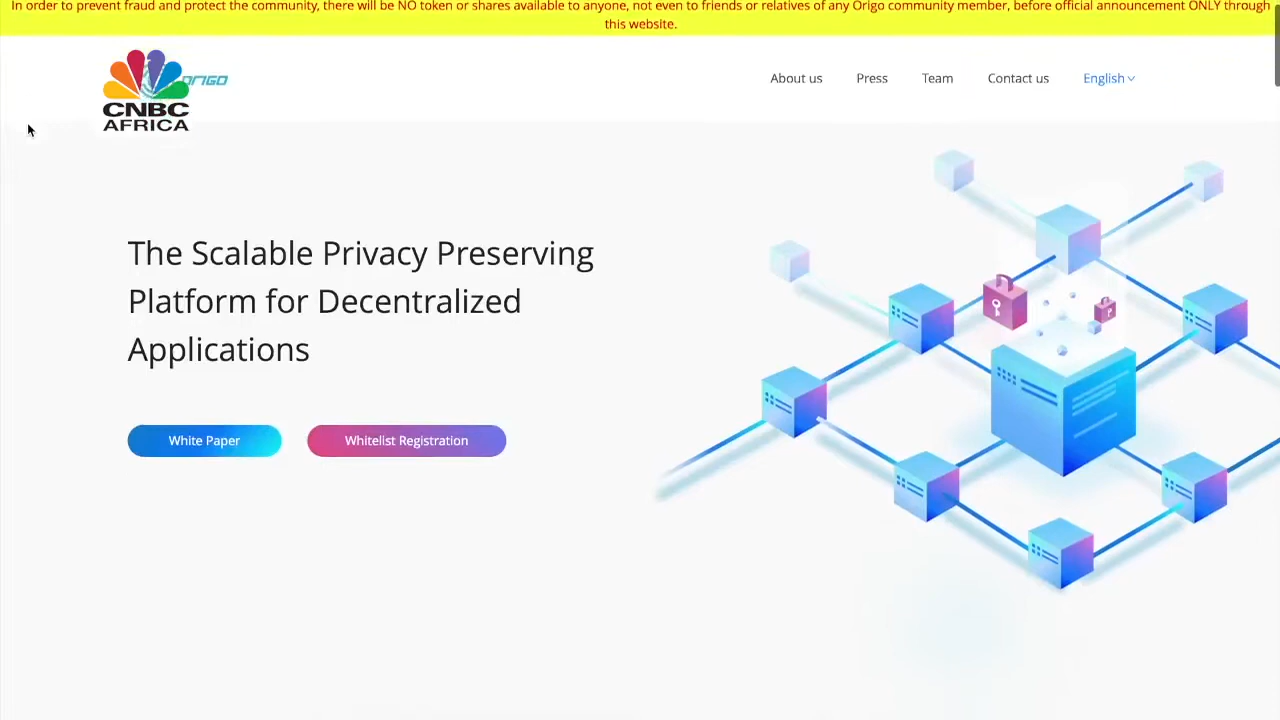 In order to prevent fraud and protect the community, there will be NO token or shares available to anyone, not even to friends or relatives of any Origo community member, before official announcement ONLY through
this website.
ORIGO
CNBC
AFRICA
About us
Press
Team
Contact us
English
The Scalable Privacy Preserving
Platform for Decentralized
Applications
White Paper
Whitelist Registration